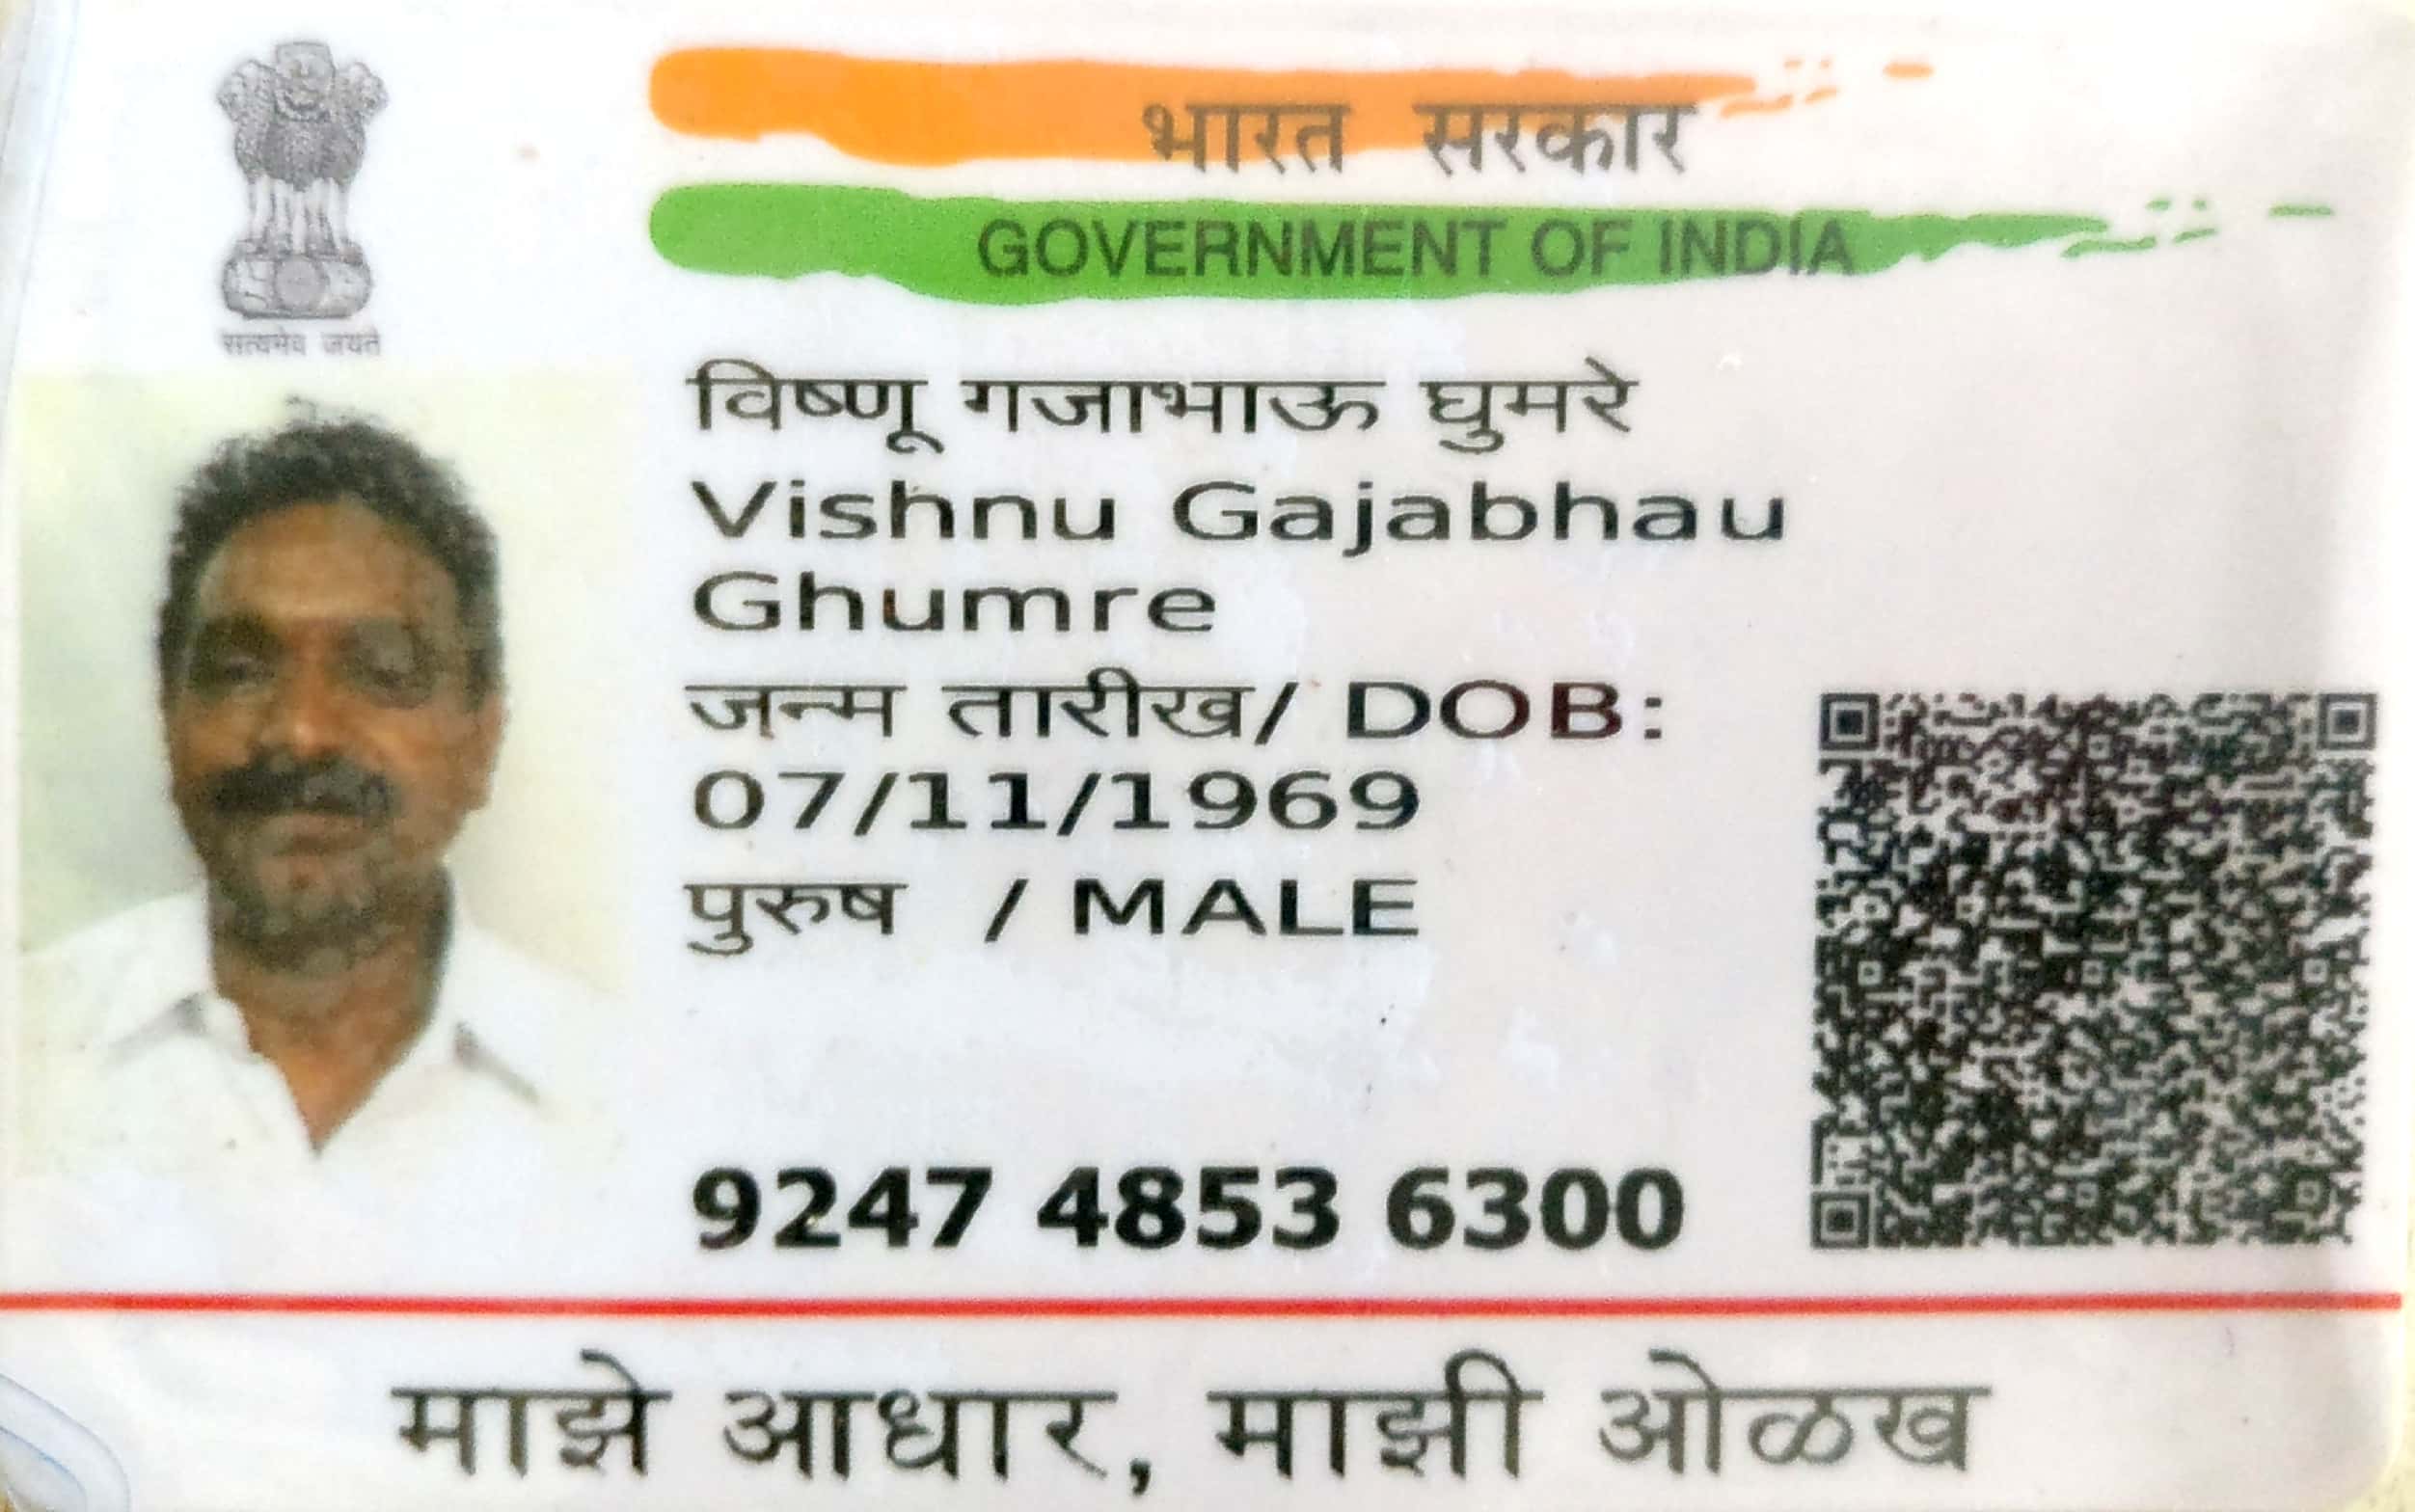 सत्यमेव जयते
भारत सरकार
GOVERNMENT OF INDIA
विष्णू गजाभाऊ घुमरे
Vishnu Gajabhau
Ghumre
जन्म तारीख/ DOB:
07/11/1969
पुरुष / MALE
9247 4853 6300
माझे आधार, माझी ओळख